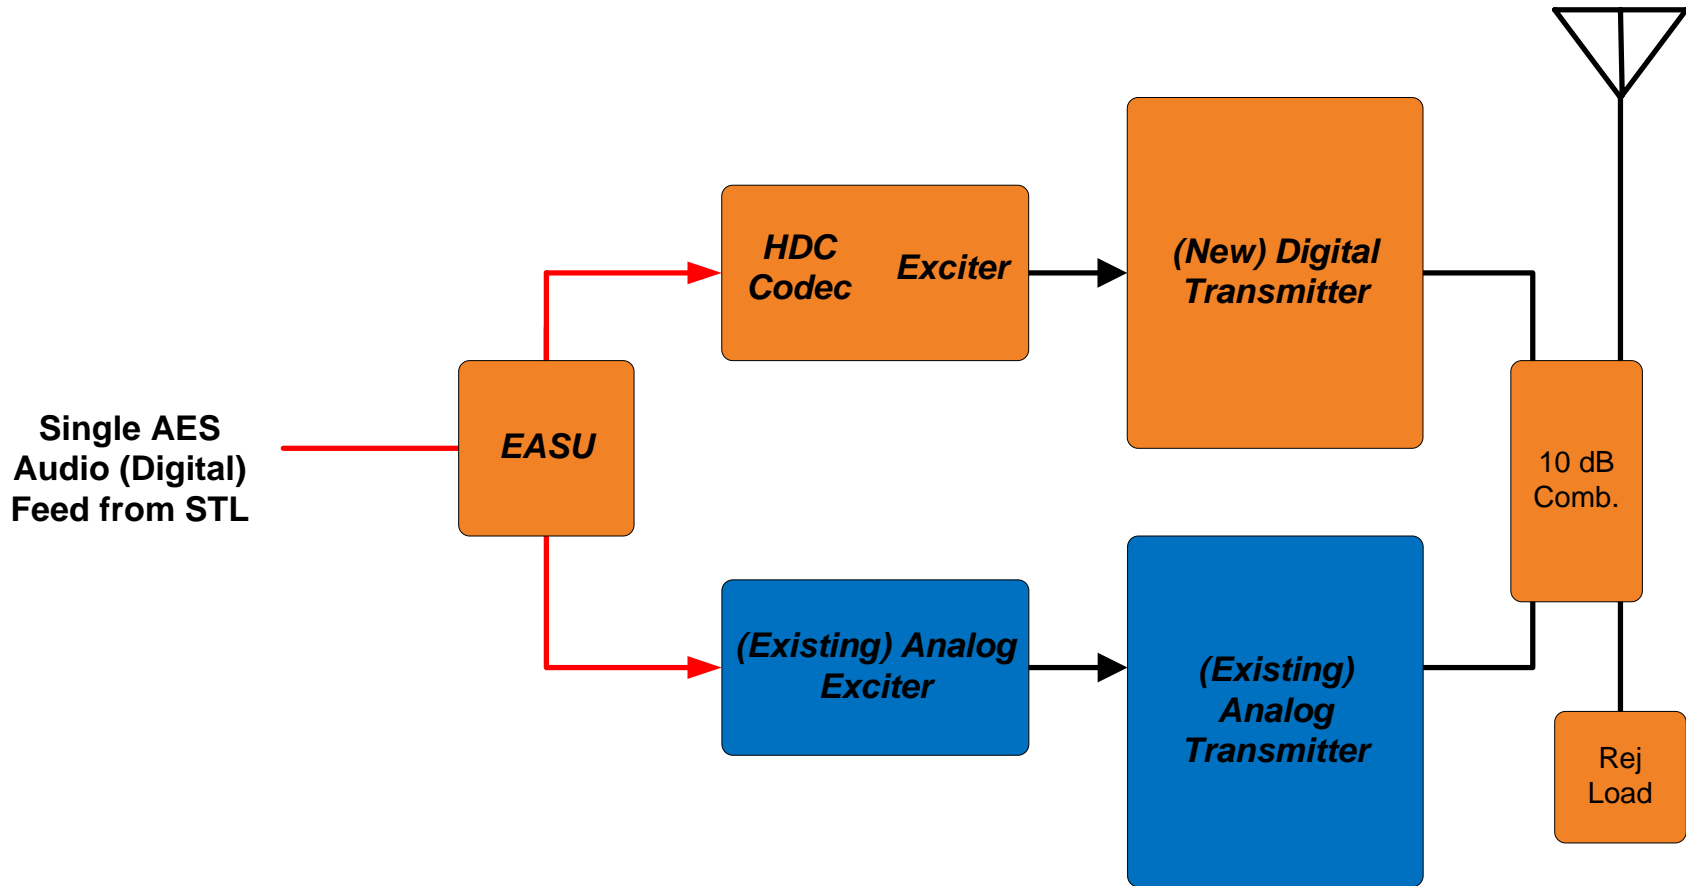 Single AES
Audio (Digital)
Feed from STL
EASU
HDC
Codec
Exciter
(New) Digital
Transmitter
(Existing) Analog
Exciter
(Existing)
Analog
Transmitter
10 dB
Comb.
Rej
Load